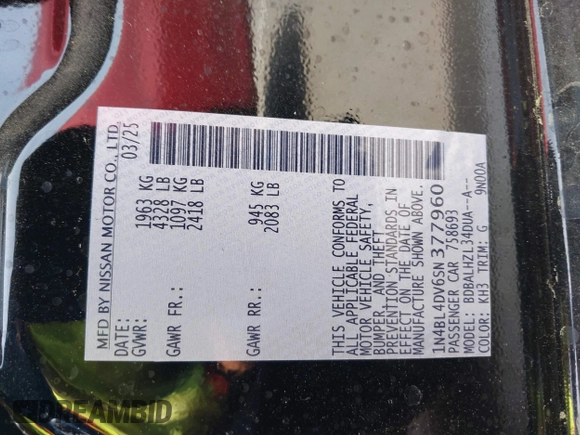 MFD BY NISSAN MOTOR CO., LTD.
DATE: 03/25
GVWR: 1963 KG
4328 LB
GAWR FR.: 1097 KG
2418 LB
GAWR RR.: 945 KG
2083 LB
THIS VEHICLE CONFORMS TO
ALL APPLICABLE FEDERAL
MOTOR VEHICLE SAFETY,
BUMPER, AND THEFT
PREVENTION STANDARDS IN
EFFECT ON THE DATE OF
MANUFACTURE SHOWN ABOVE.
1N4BL4DV6SN377960
PASSENGER CAR 758693
MODEL: BDBALHZL34DUA--A--
COLOR: KH3 TRIM: G 9N00A
DREAMBID